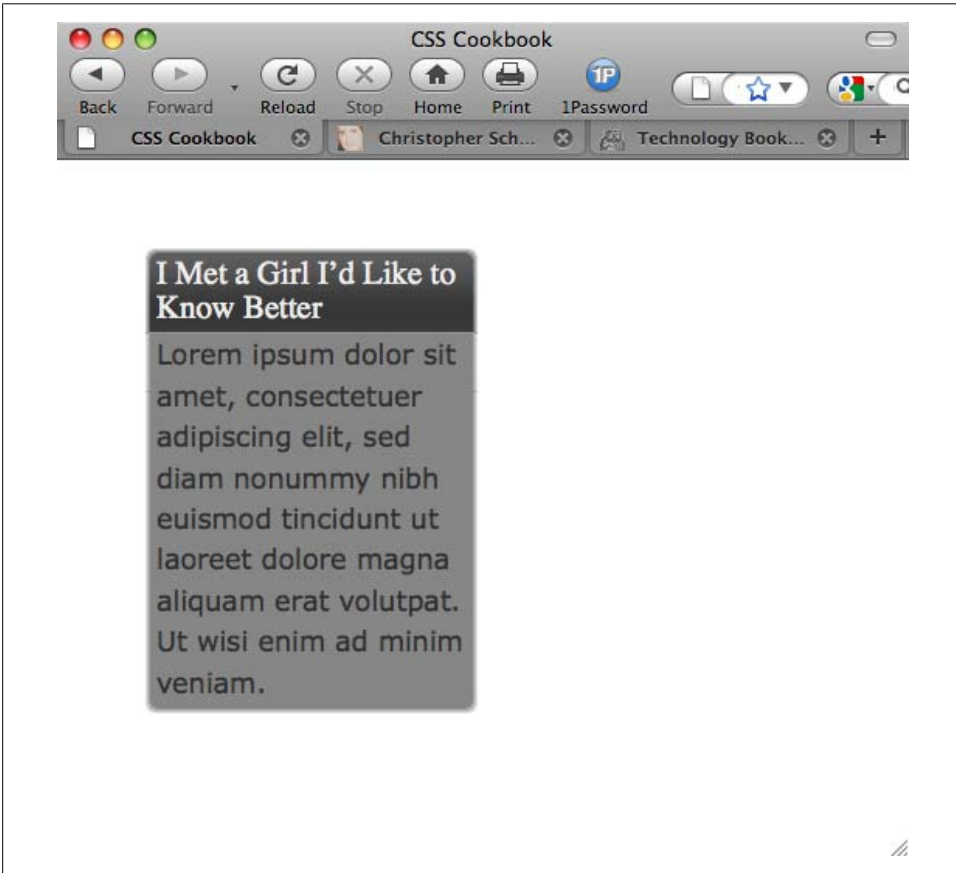 CSS Cookbook
Back Forward Reload Stop Home Print 1Password
1P
CSS Cookbook Christopher Sch... Technology Book... +
I Met a Girl I’d Like to
Know Better
Lorem ipsum dolor sit
amet, consectetuer
adipiscing elit, sed
diam nonummy nibh
euismod tincidunt ut
laoreet dolore magna
aliquam erat volutpat.
Ut wisi enim ad minim
veniam.